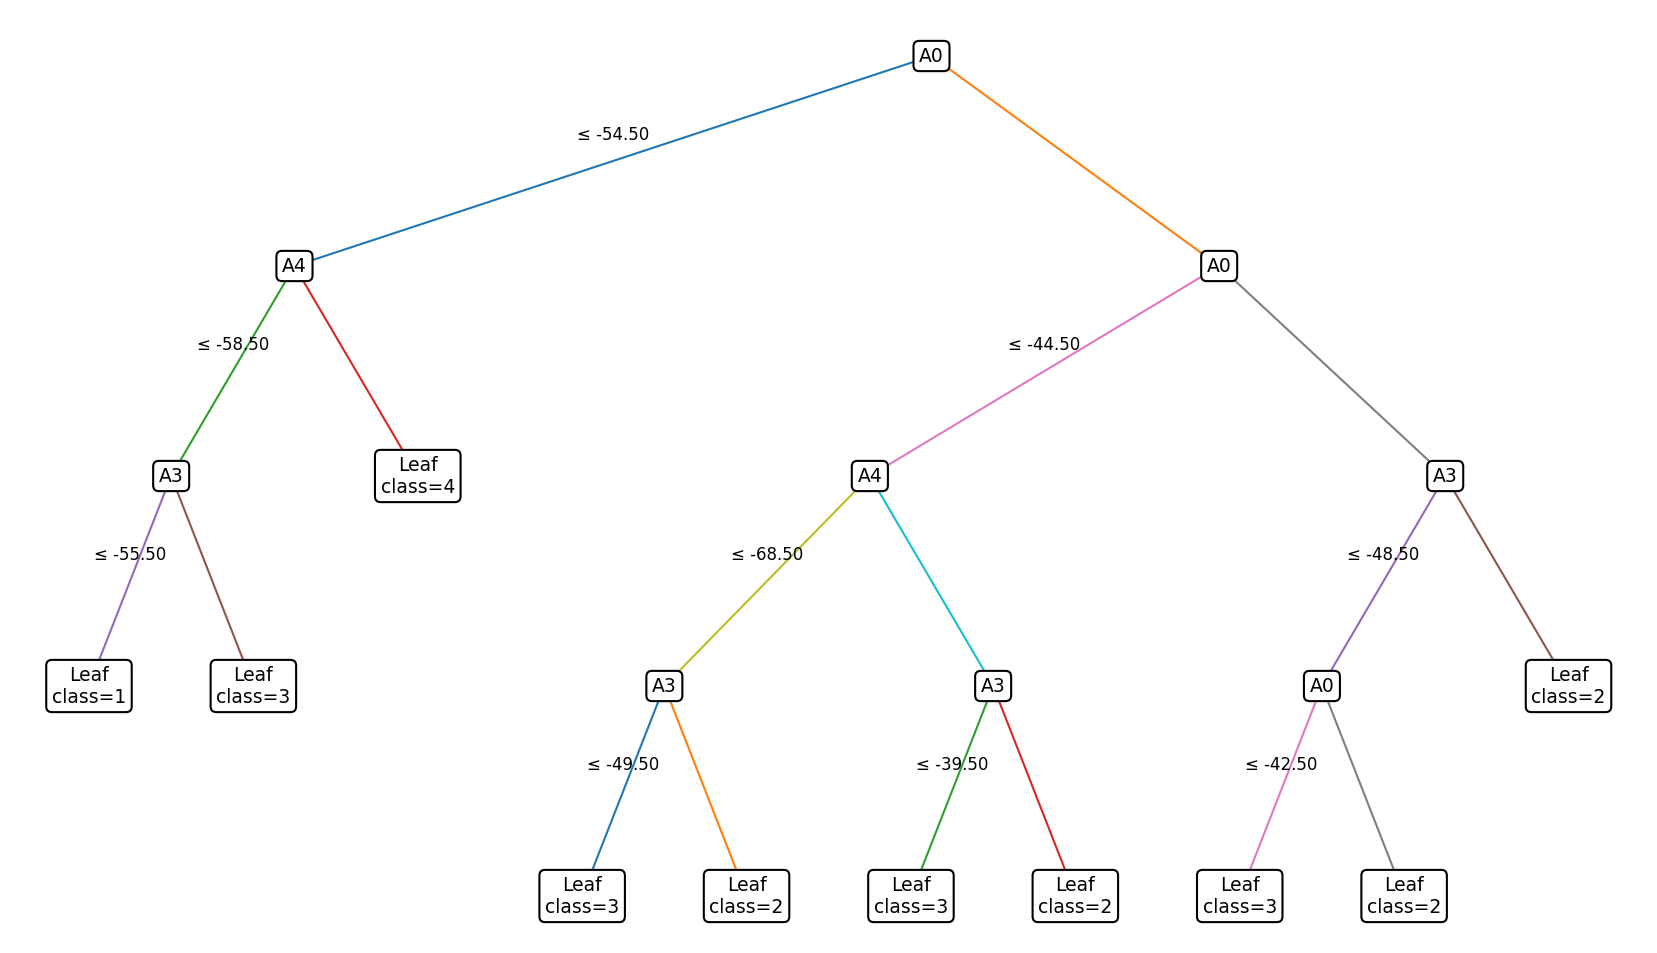 A0
≤ -54.50
A4
A0
≤ -58.50
≤ -44.50
A3
Leaf
class=4
A4
A3
≤ -55.50
≤ -68.50
≤ -48.50
Leaf
class=1
Leaf
class=3
A3
A3
A0
Leaf
class=2
≤ -49.50
≤ -39.50
≤ -42.50
Leaf
class=3
Leaf
class=2
Leaf
class=3
Leaf
class=2
Leaf
class=3
Leaf
class=2